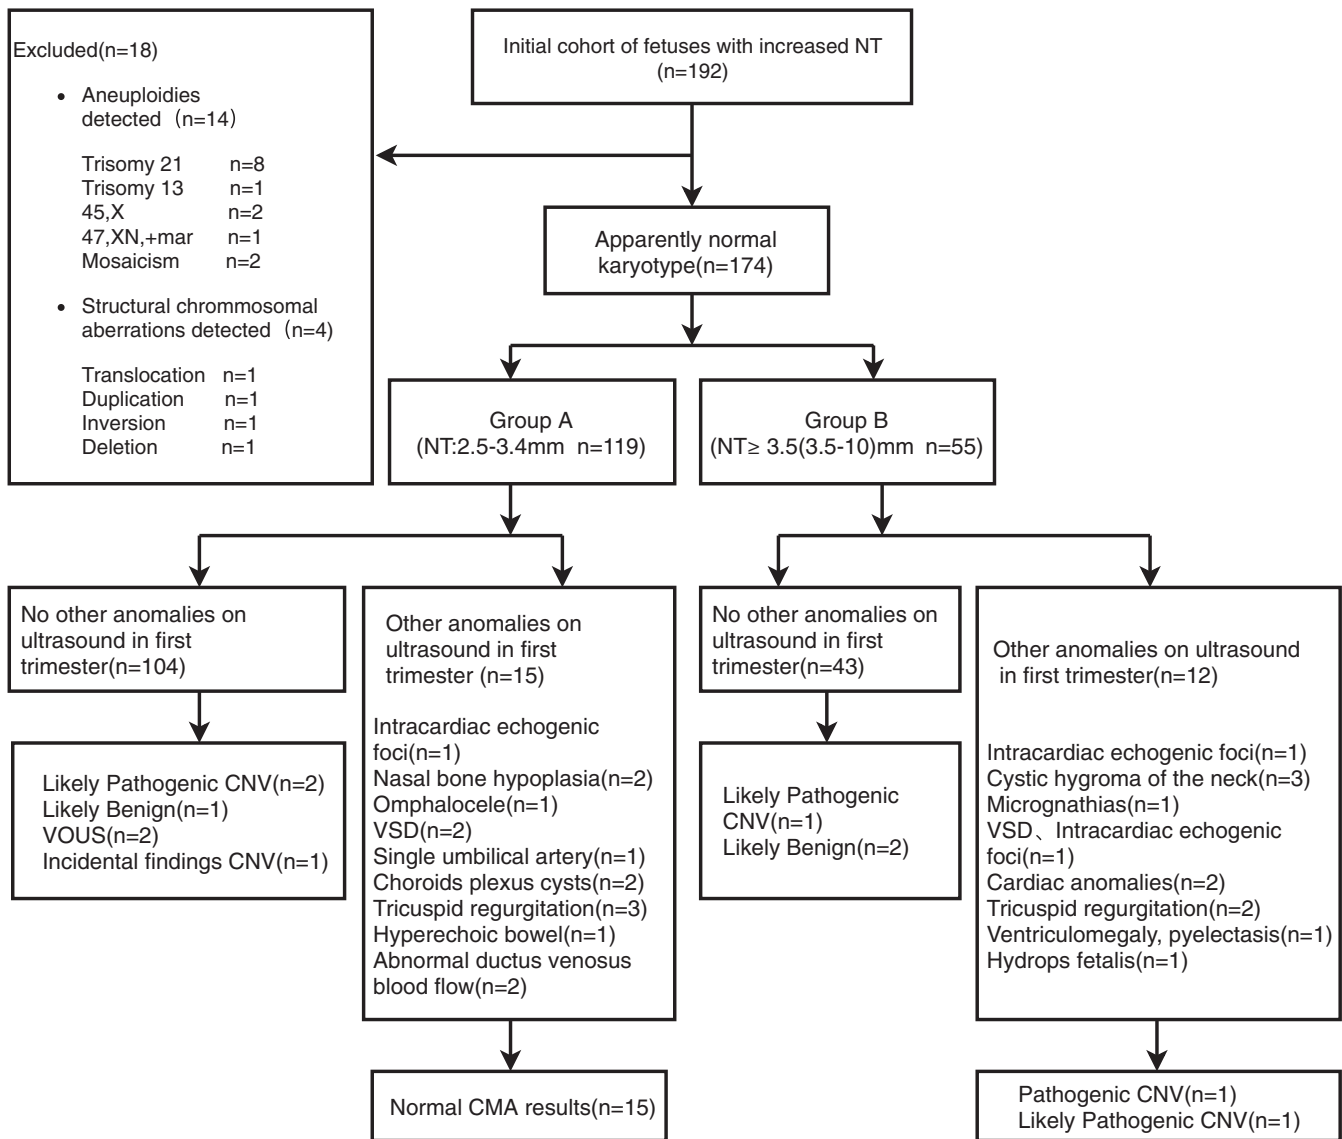 Excluded(n=18)
• Aneuploidies
detected（n=14）
Trisomy 21 n=8
Trisomy 13 n=1
45,X n=2
47,XN,+mar n=1
Mosaicism n=2
• Structural chrommosomal
aberrations detected（n=4）
Translocation n=1
Duplication n=1
Inversion n=1
Deletion n=1
Initial cohort of fetuses with increased NT
(n=192)
Apparently normal
karyotype(n=174)
Group A
(NT:2.5-3.4mm n=119)
Group B
(NT≥ 3.5(3.5-10)mm n=55)
No other anomalies on
ultrasound in first
trimester(n=104)
Other anomalies on
ultrasound in first
trimester (n=15)
Intracardiac echogenic
foci(n=1)
Nasal bone hypoplasia(n=2)
Omphalocele(n=1)
VSD(n=2)
Single umbilical artery(n=1)
Choroids plexus cysts(n=2)
Tricuspid regurgitation(n=3)
Hyperechoic bowel(n=1)
Abnormal ductus venosus
blood flow(n=2)
No other anomalies on
ultrasound in first
trimester(n=43)
Other anomalies on ultrasound
in first trimester(n=12)
Intracardiac echogenic foci(n=1)
Cystic hygroma of the neck(n=3)
Micrognathias(n=1)
VSD、Intracardiac echogenic
foci(n=1)
Cardiac anomalies(n=2)
Tricuspid regurgitation(n=2)
Ventriculomegaly, pyelectasis(n=1)
Hydrops fetalis(n=1)
Likely Pathogenic CNV(n=2)
Likely Benign(n=1)
VOUS(n=2)
Incidental findings CNV(n=1)
Likely Pathogenic
CNV(n=1)
Likely Benign(n=2)
Normal CMA results(n=15)
Pathogenic CNV(n=1)
Likely Pathogenic CNV(n=1)